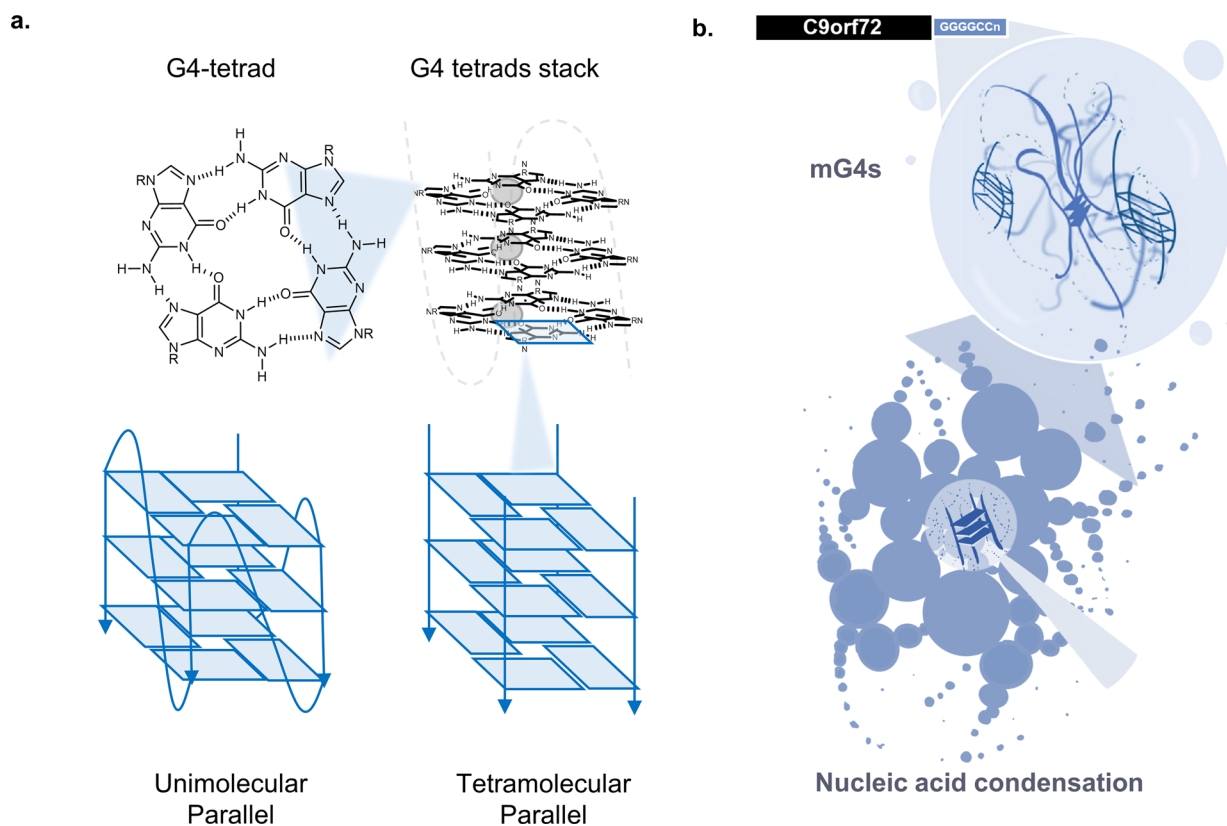 a.
G4-tetrad
G4 tetrads stack
Unimolecular
Parallel
Tetramolecular
Parallel
b.
C9orf72
GGGGCCn
mG4s
Nucleic acid condensation